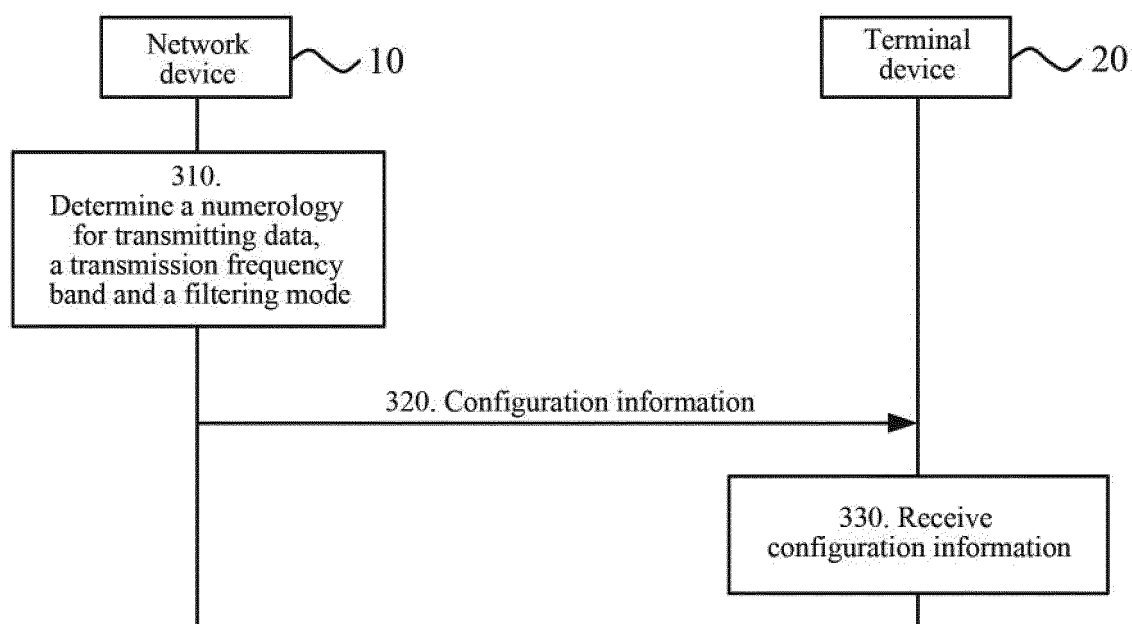 Network
device
10
Terminal
device
20
310.
Determine a numerology
for transmitting data,
a transmission frequency
band and a filtering mode
320. Configuration information
330. Receive
configuration information